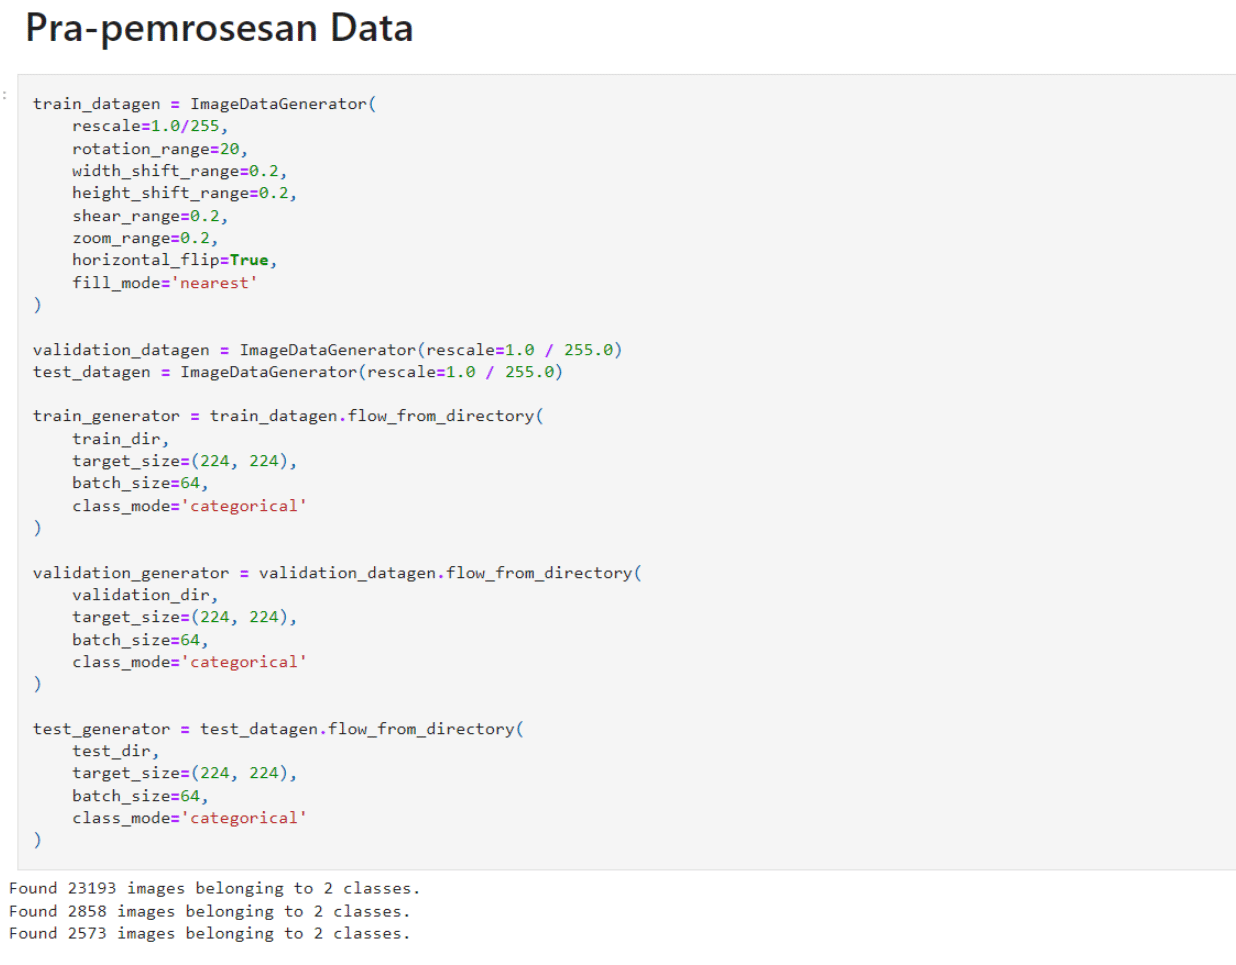 Pra-pemrosesan Data
:
train_datagen = ImageDataGenerator(
    rescale=1.0/255,
    rotation_range=20,
    width_shift_range=0.2,
    height_shift_range=0.2,
    shear_range=0.2,
    zoom_range=0.2,
    horizontal_flip=True,
    fill_mode='nearest'
)
validation_datagen = ImageDataGenerator(rescale=1.0 / 255.0)
test_datagen = ImageDataGenerator(rescale=1.0 / 255.0)
train_generator = train_datagen.flow_from_directory(
    train_dir,
    target_size=(224, 224),
    batch_size=64,
    class_mode='categorical'
)
validation_generator = validation_datagen.flow_from_directory(
    validation_dir,
    target_size=(224, 224),
    batch_size=64,
    class_mode='categorical'
)
test_generator = test_datagen.flow_from_directory(
    test_dir,
    target_size=(224, 224),
    batch_size=64,
    class_mode='categorical'
)
Found 23193 images belonging to 2 classes.
Found 2858 images belonging to 2 classes.
Found 2573 images belonging to 2 classes.